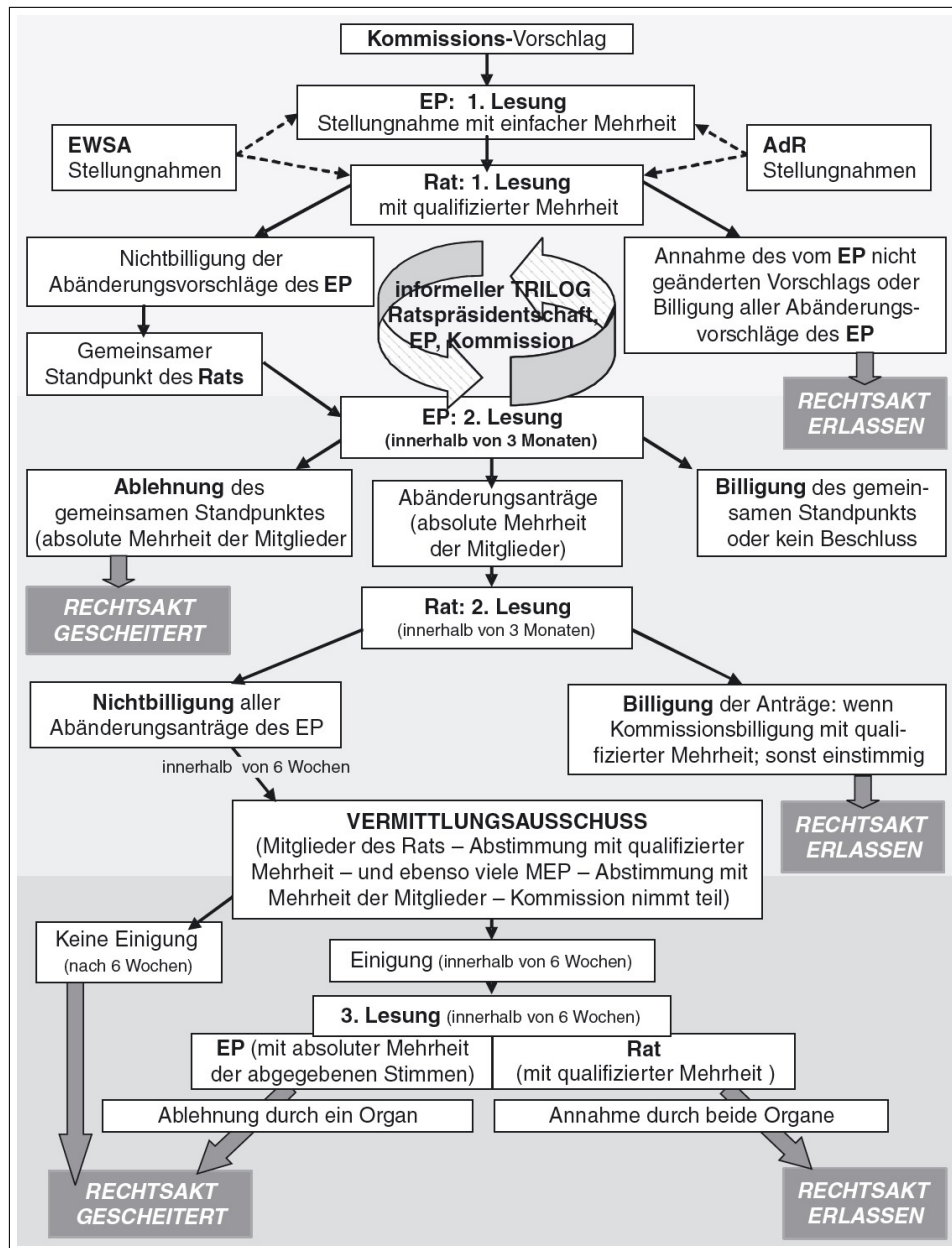 Kommissions-Vorschlag
EP: 1. Lesung
Stellungnahme mit einfacher Mehrheit
EWSA
Stellungnahmen
AdR
Stellungnahmen
Rat: 1. Lesung
mit qualifizierter Mehrheit
Nichtbilligung der
Abänderungsvorschläge des EP
informeller TRILOG
Ratspräsidentschaft,
EP, Kommission
Annahme des vom EP nicht
geänderten Vorschlags oder
Billigung aller Abänderungs-
vorschläge des EP
Gemeinsamer
Standpunkt des Rats
RECHTSAKT
ERLASSEN
EP: 2. Lesung
(innerhalb von 3 Monaten)
Ablehnung des
gemeinsamen Standpunktes
(absolute Mehrheit der Mitglieder
Abänderungsanträge
(absolute Mehrheit
der Mitglieder)
Billigung des gemein-
samen Standpunkts
oder kein Beschluss
RECHTSAKT
GESCHEITERT
Rat: 2. Lesung
(innerhalb von 3 Monaten)
Nichtbilligung aller
Abänderungsanträge des EP
Billigung der Anträge: wenn
Kommissionsbilligung mit quali-
fizierter Mehrheit; sonst einstimmig
innerhalb von 6 Wochen
RECHTSAKT
ERLASSEN
VERMITTLUNGSAUSSCHUSS
(Mitglieder des Rats – Abstimmung mit qualifizierter
Mehrheit – und ebenso viele MEP – Abstimmung mit
Mehrheit der Mitglieder – Kommission nimmt teil)
Keine Einigung
(nach 6 Wochen)
Einigung (innerhalb von 6 Wochen)
3. Lesung (innerhalb von 6 Wochen)
EP (mit absoluter Mehrheit
der abgegebenen Stimmen)
Rat
(mit qualifizierter Mehrheit )
Ablehnung durch ein Organ
Annahme durch beide Organe
RECHTSAKT
GESCHEITERT
RECHTSAKT
ERLASSEN